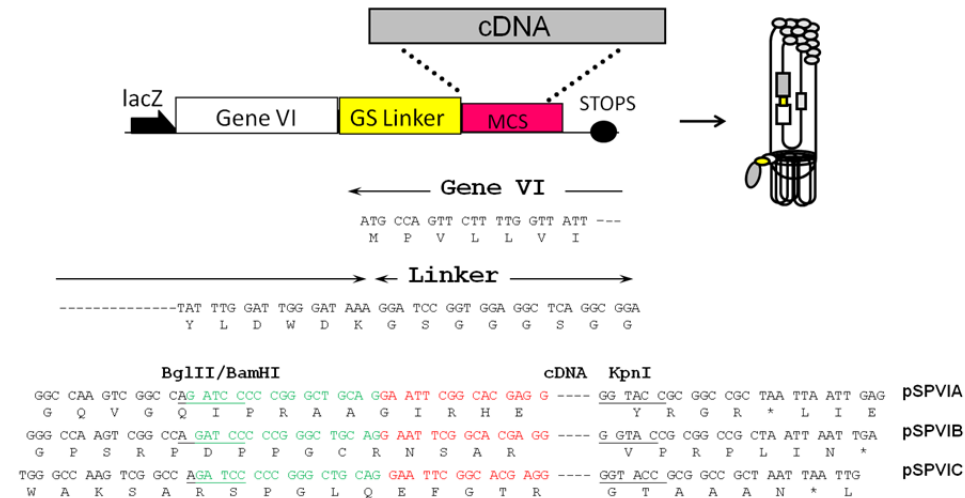 cDNA
lacZ
Gene VI GS Linker MCS STOPS
Gene VI
ATG CCA GTT CTT TTG GTT ATT ---
M P V L L V I
Linker
-------------TAT TTG GAT TGG GAT AAA GGA TCC GGT GGA GGC TCA GGC GGA
Y L D W D K G S G G G S G G
BglII/BamHI cDNA KpnI
GGC CAA GTC GGC CAG ATC CCC CGG GCT GCA GGA ATT CGG CAC GAG G ---- GG TAC CGC GGC CGC TAA TTA ATT GAG pSPVIA
G Q V G Q I P R A A G I R H E Y R G R * L I E
GGG CCA AGT CGG CCA GAT CCC CCG GGC TGC AGG AAT TCG GCA CGA GG ---- G GTA CCG CGG CCG CTA ATT AAT TGA pSPVIB
G P S R P D P P G C R N S A R V P R P L I N *
TGG GCC AAG TCG GCC AGA TCC CCC GGG CTG CAG GAA TTC GGC ACG AGG ---- GGT ACC GCG GCC GCT AAT TAA TTG pSPVIC
W A K S A R S P G L Q E F G T R G T A A A N * L